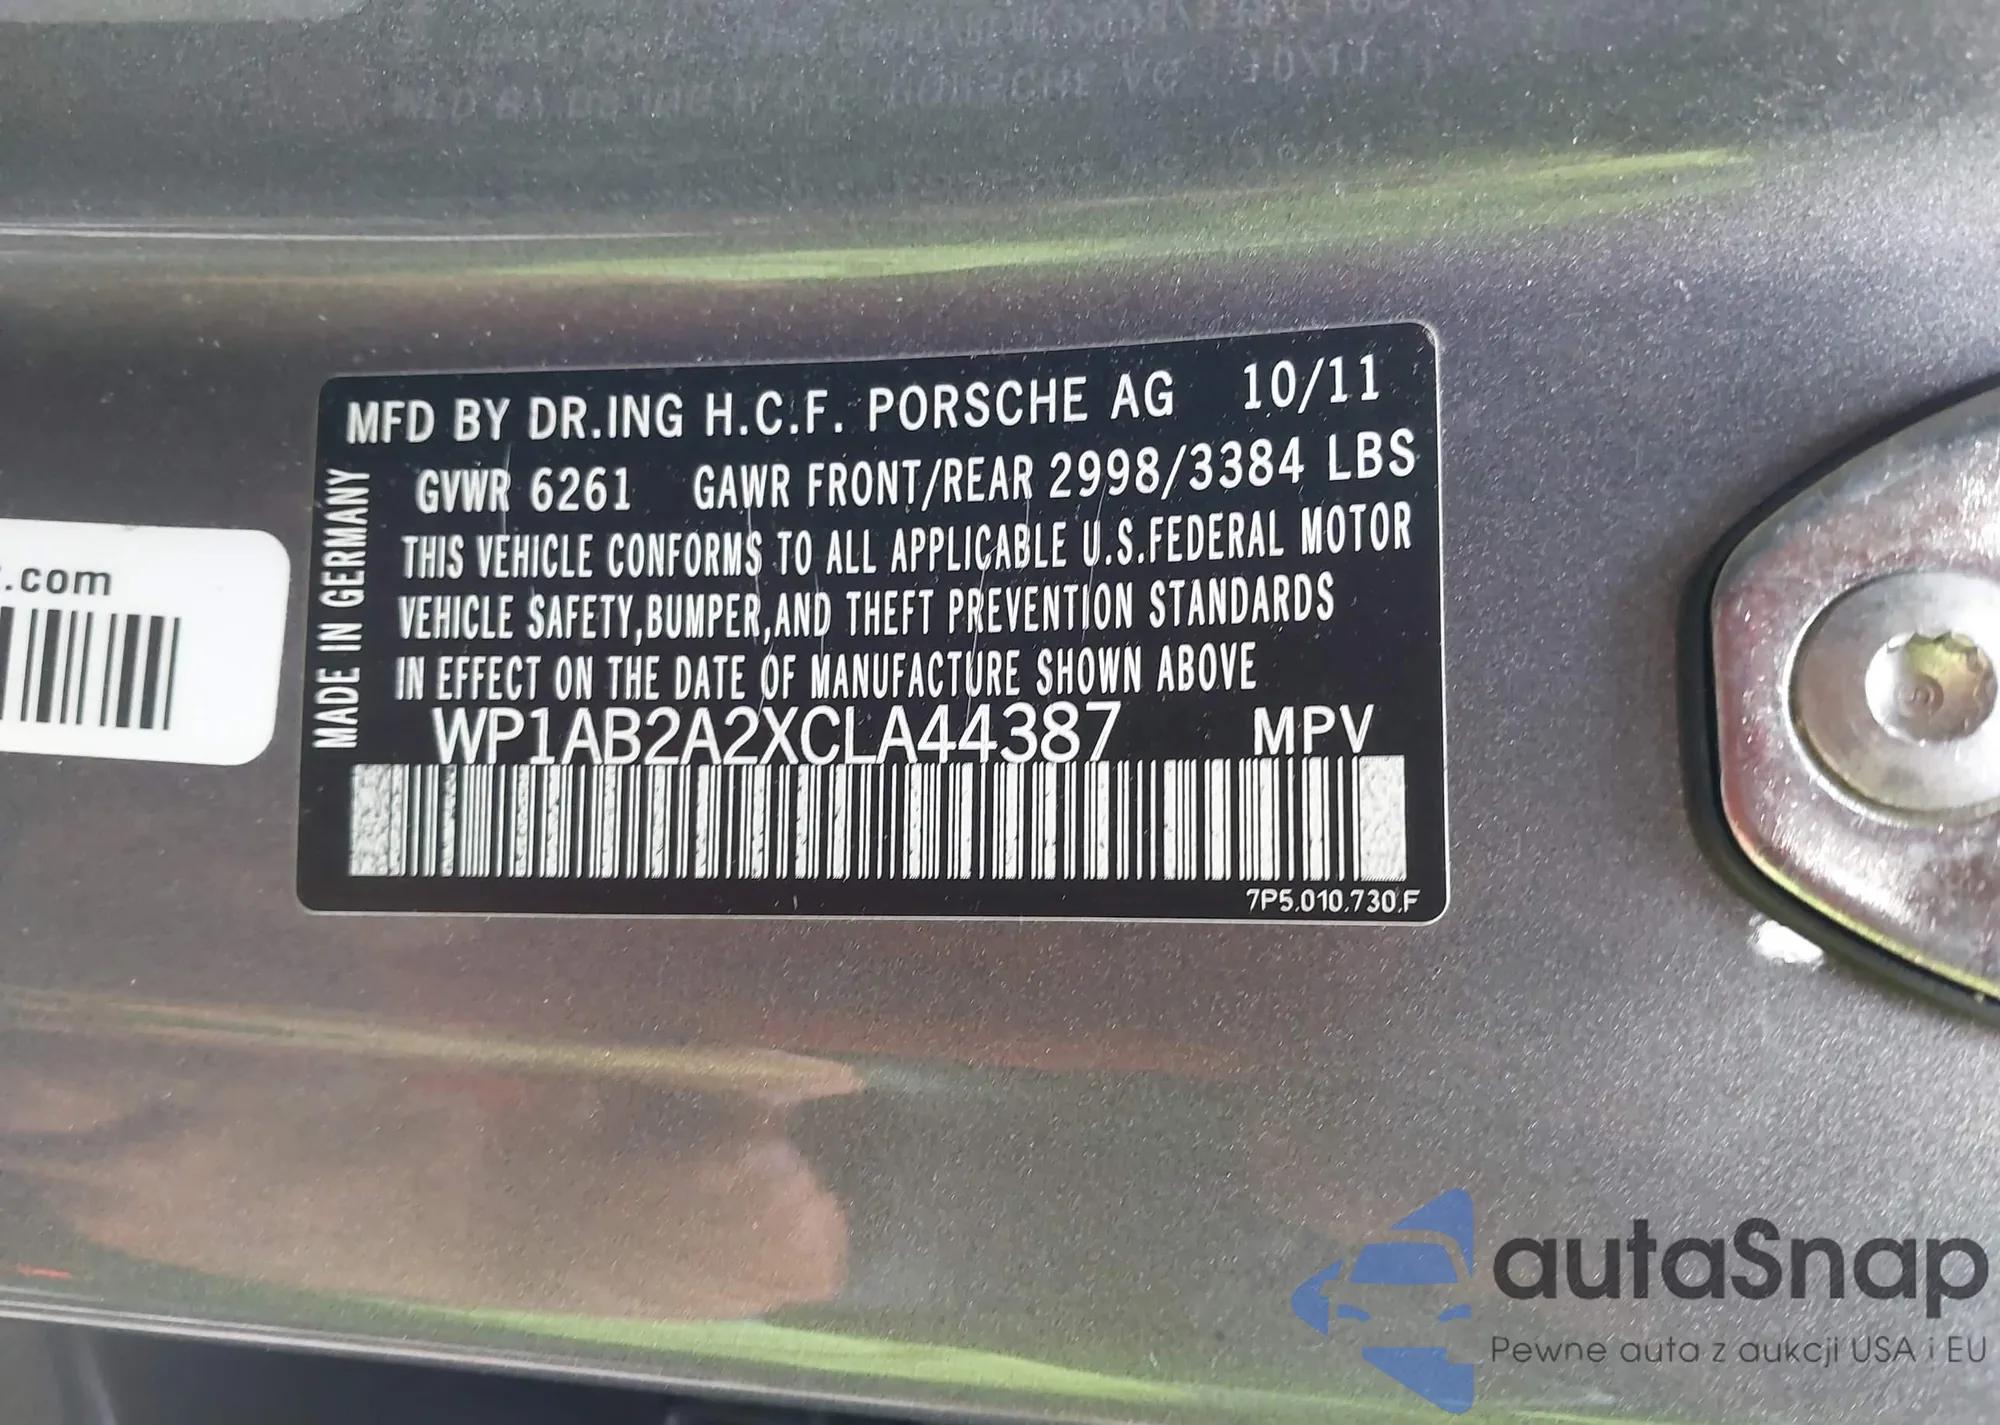 MFD BY DR.ING H.C.F. PORSCHE AG 10/11
GVWR 6261 GAWR FRONT/REAR 2998/3384 LBS
THIS VEHICLE CONFORMS TO ALL APPLICABLE U.S.FEDERAL MOTOR
VEHICLE SAFETY,BUMPER,AND THEFT PREVENTION STANDARDS
IN EFFECT ON THE DATE OF MANUFACTURE SHOWN ABOVE
WP1AB2A2XCLA44387 MPV
7P5.010.730.F
MADE IN GERMANY
.com
autaSnap
Pewne auta z aukcji USA i EU